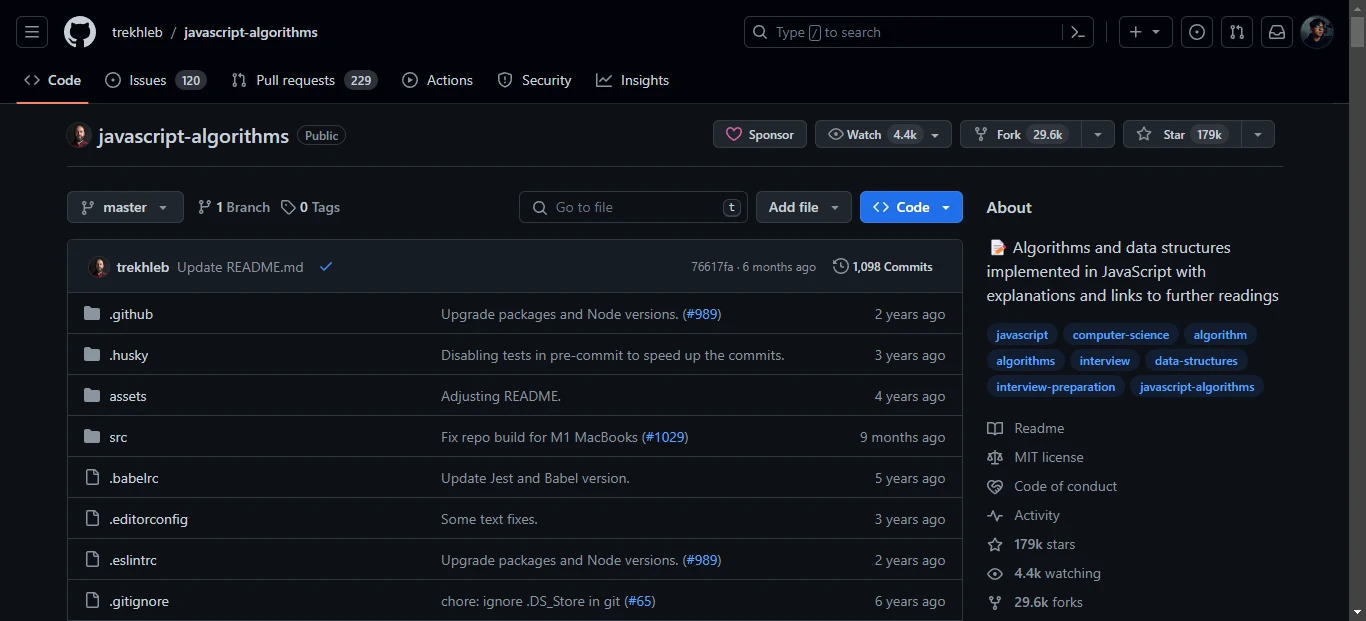 trekhleb / javascript-algorithms
Type / to search
Code Issues 120 Pull requests 229 Actions Security Insights
javascript-algorithms Public
Sponsor Watch 4.4k Fork 29.6k Star 179k
master 1 Branch 0 Tags
Go to file t Add file Code
trekhleb Update README.md 76617fa · 6 months ago 1,098 Commits
.github Upgrade packages and Node versions. (#989) 2 years ago
.husky Disabling tests in pre-commit to speed up the commits. 3 years ago
assets Adjusting README. 4 years ago
src Fix repo build for M1 MacBooks (#1029) 9 months ago
.babelrc Update Jest and Babel version. 5 years ago
.editorconfig Some text fixes. 3 years ago
.eslintrc Upgrade packages and Node versions. (#989) 2 years ago
.gitignore chore: ignore .DS_Store in git (#65) 6 years ago
About
Algorithms and data structures
implemented in JavaScript with
explanations and links to further readings
javascript computer-science algorithm
algorithms interview data-structures
interview-preparation javascript-algorithms
Readme
MIT license
Code of conduct
Activity
179k stars
4.4k watching
29.6k forks